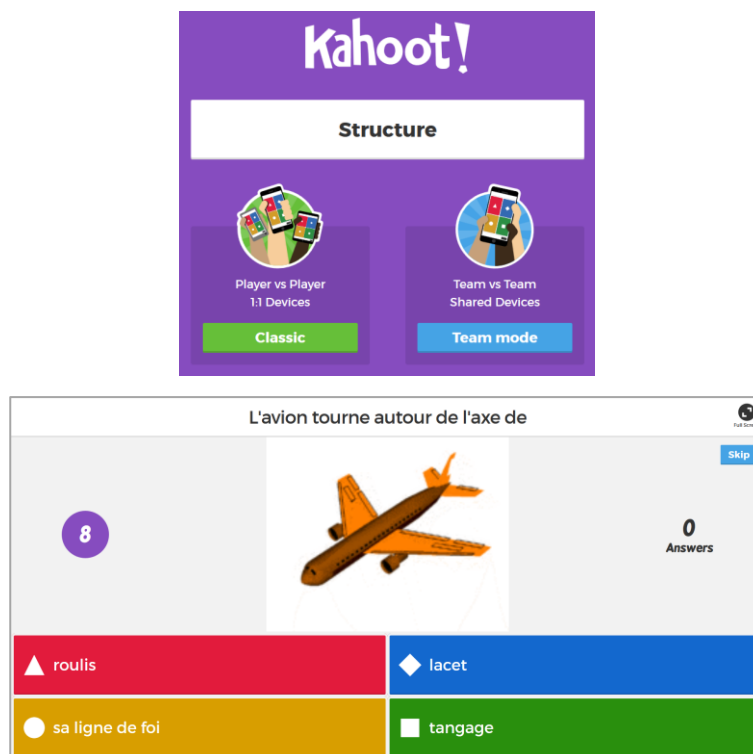 Kahoot!
Structure
Player vs Player
1:1 Devices
Classic
Team vs Team
Shared Devices
Team mode
L'avion tourne autour de l'axe de
Skip
8
0
Answers
roulis
lacet
sa ligne de foi
tangage